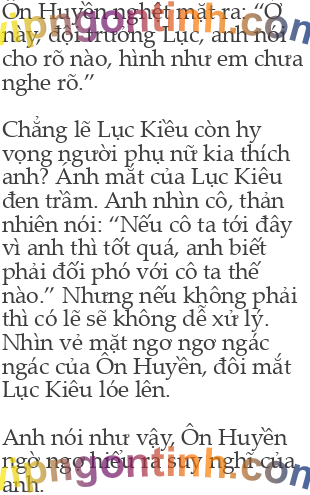 Ôn Huyền nghệt mặt ra: “Ơ
này, đội trưởng Lục, anh nói
cho rõ nào, hình như em chưa
nghe rõ.”
Chẳng lẽ Lục Kiều còn hy
vọng người phụ nữ kia thích
anh? Ánh mắt của Lục Kiêu
đen trầm. Anh nhìn cô, thản
nhiên nói: “Nếu cô ta tới đây
vì anh thì tốt quá, anh biết
phải đối phó với cô ta thế
nào.” Nhưng nếu không phải
thì có lẽ sẽ không dễ xử lý.
Nhìn vẻ mặt ngơ ngơ ngác
ngác của Ôn Huyền, đôi mắt
Lục Kiêu lóe lên.
Anh nói như vậy, Ôn Huyền
ngờ ngợ hiểu ra suy nghĩ của
anh.
vipngontinh.com
vipngontinh.com